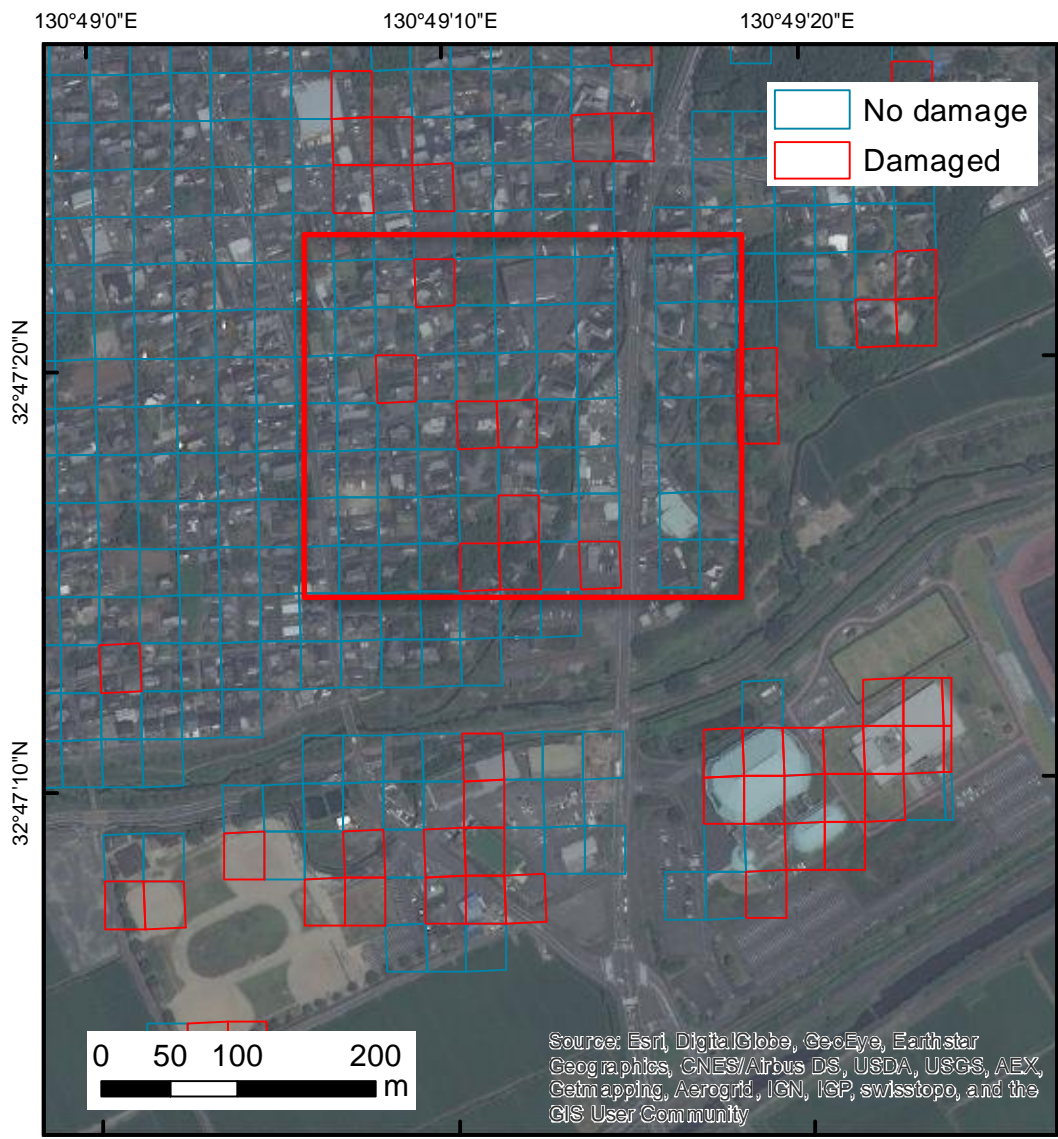 130°49'0"E 130°49'10"E 130°49'20"E
No damage
Damaged
32°47'20"N
32°47'10"N
0 50 100 200
m
Source: Esri, DigitalGlobe, GeoEye, Earthstar
Geographics, CNES/Airbus DS, USDA, USGS, AEX,
Getmapping, Aerogrid, IGN, IGP, swisstopo, and the
GIS User Community